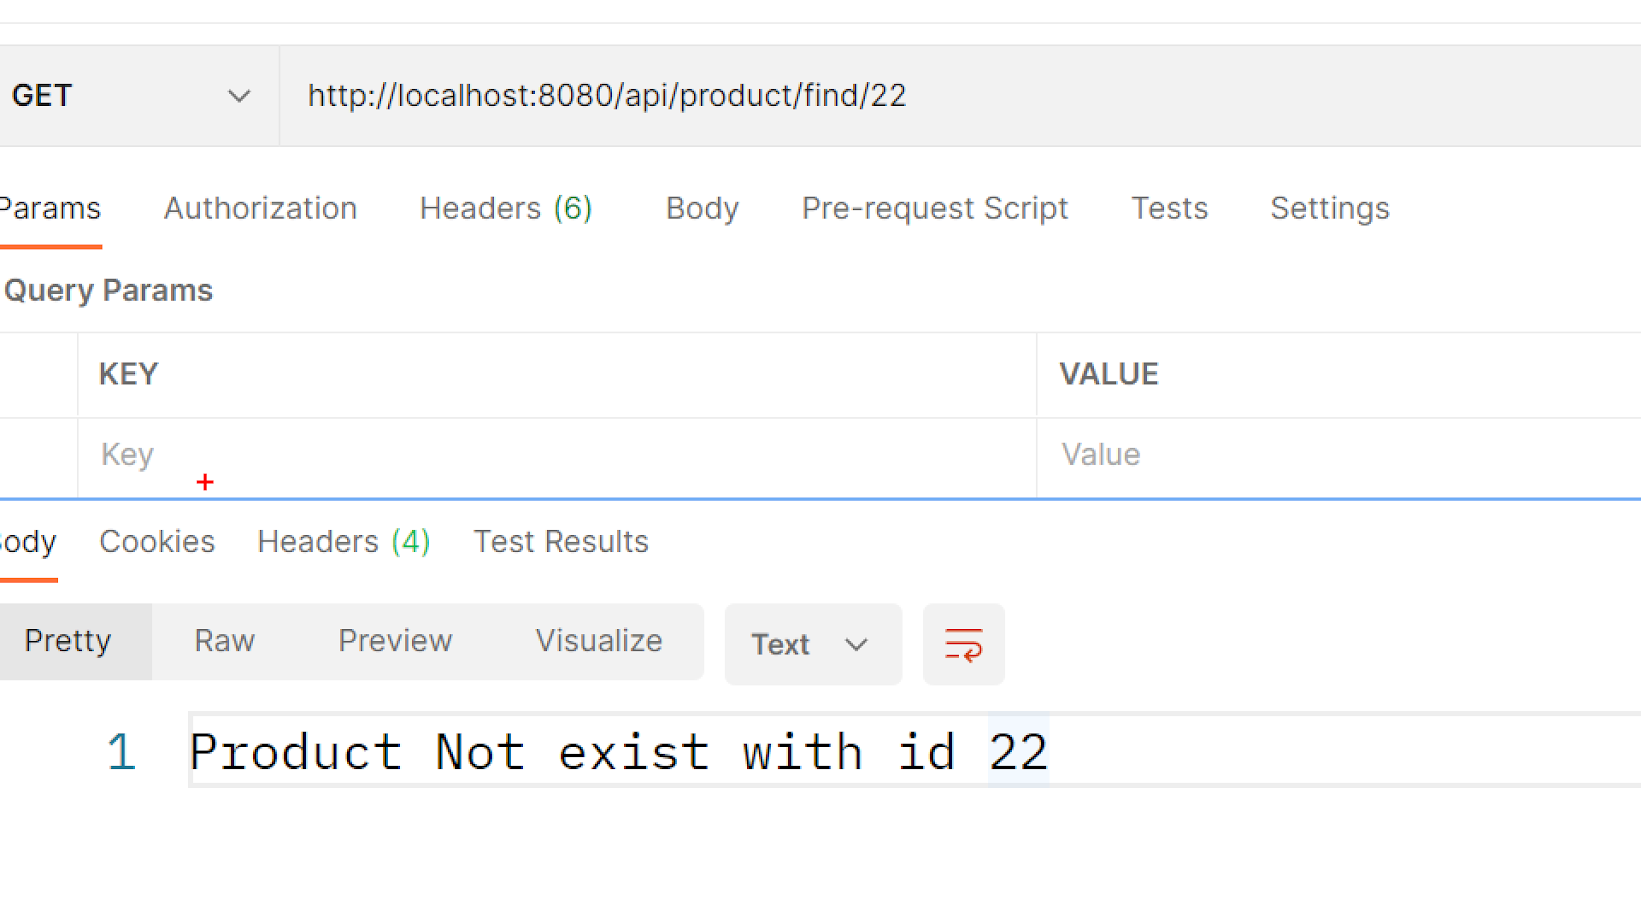 GET http://localhost:8080/api/product/find/22
Params Authorization Headers (6) Body Pre-request Script Tests Settings
Query Params
KEY VALUE
Key Value
ody Cookies Headers (4) Test Results
Pretty Raw Preview Visualize Text
1 Product Not exist with id 22